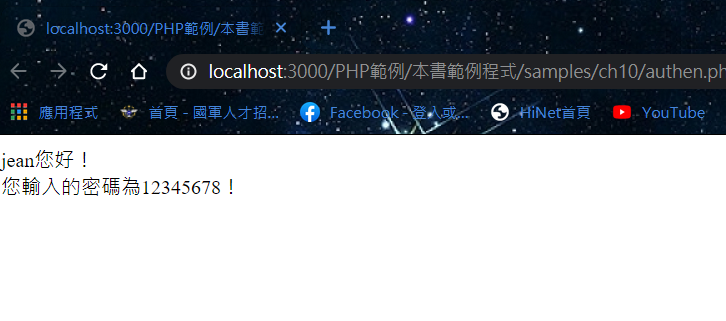 localhost:3000/PHP範例/本書範
localhost:3000/PHP範例/本書範例程式/samples/ch10/authen.ph
應用程式 首頁 - 國軍人才招... Facebook - 登入或... HiNet首頁 YouTube
jean您好！
您輸入的密碼為12345678！